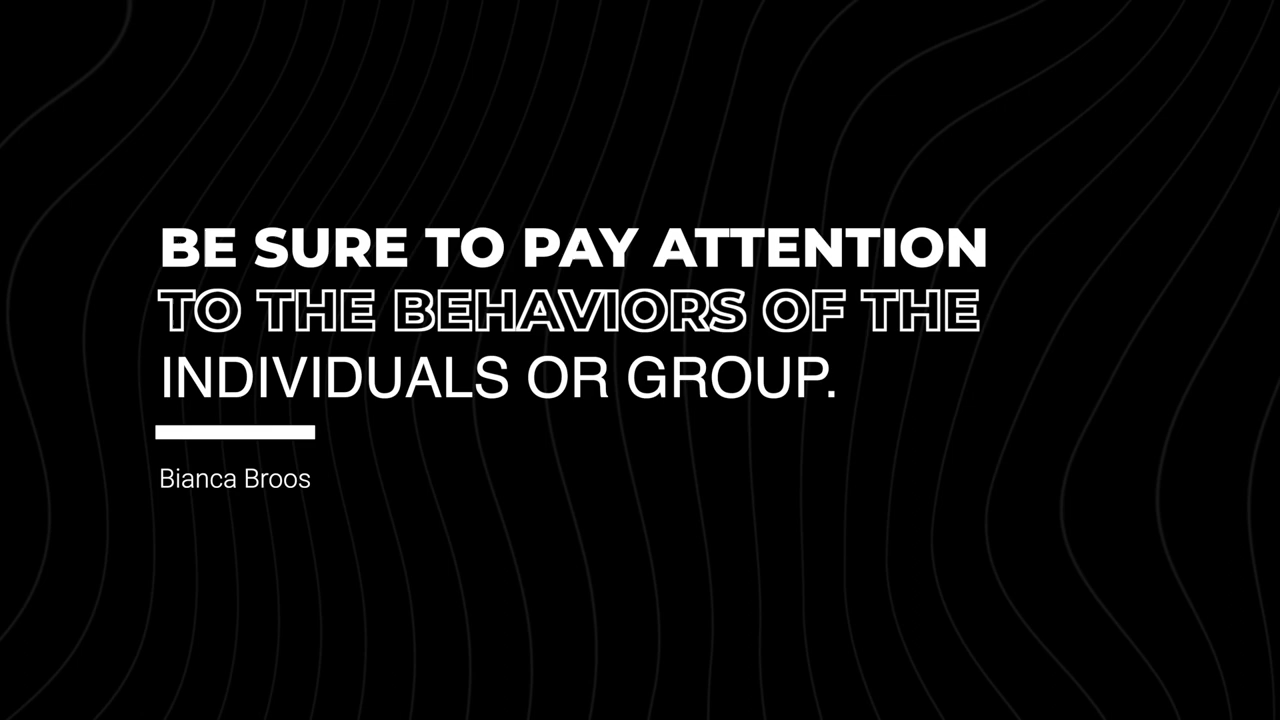 BE SURE TO PAY ATTENTION
TO THE BEHAVIORS OF THE
INDIVIDUALS OR GROUP.
Bianca Broos